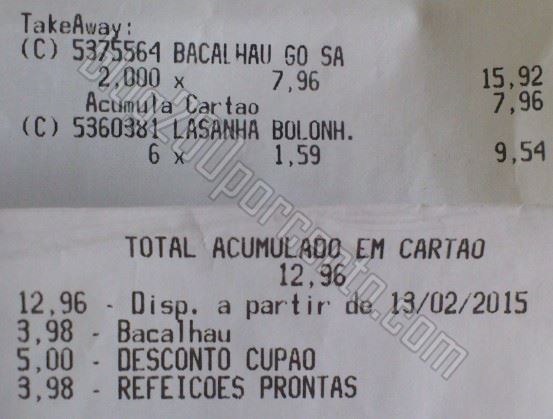 TakeAway:
(C) 5375564 BACALHAU GO SA
2,000 x 7,96 15,92
Acumula Cartao 7,96
(C) 5360381 LASANHA BOLONH.
6 x 1,59 9,54
TOTAL ACUMULADO EM CARTAO
12,96
12,96 - Disp. a partir de 13/02/2015
3,98 - Bacalhau
5,00 - DESCONTO CUPAO
3,98 - REFEICOES PRONTAS